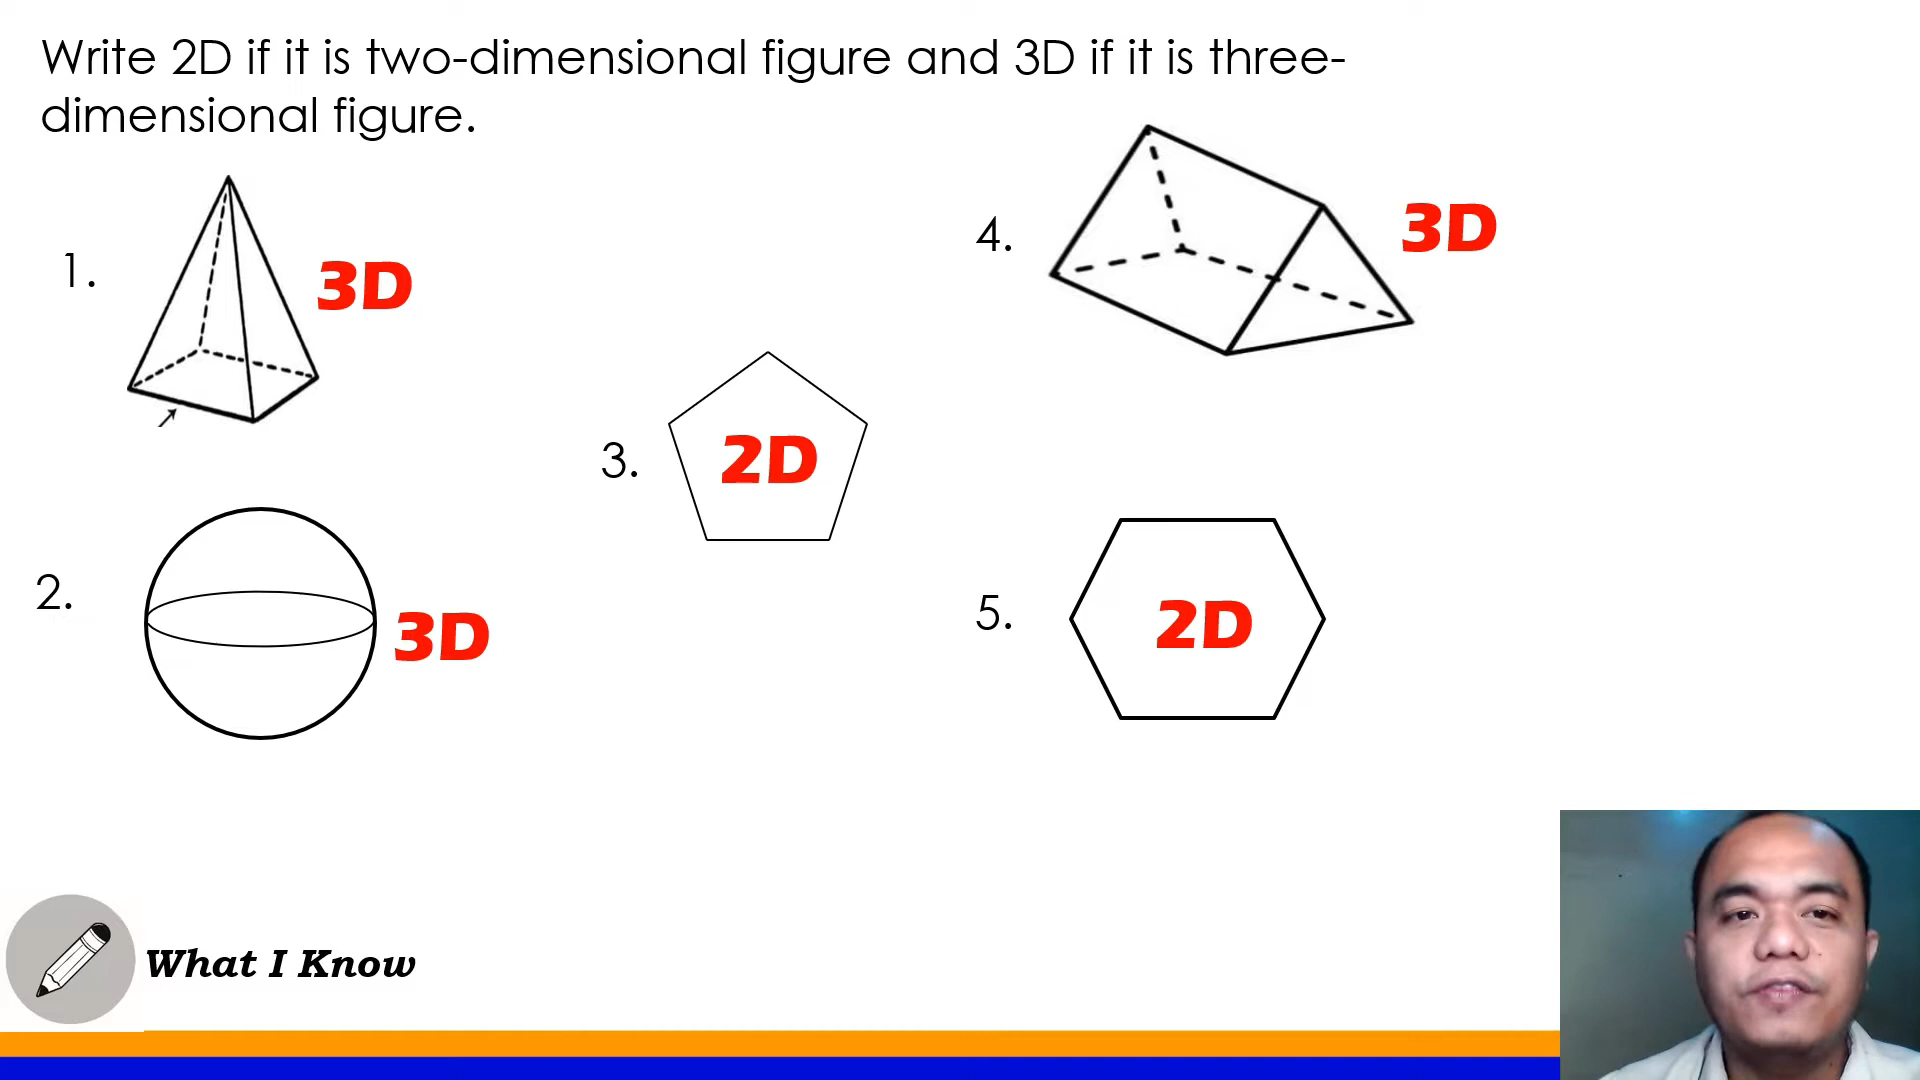 Write 2D if it is two-dimensional figure and 3D if it is three-
dimensional figure.
1.
3D
2.
3D
3.
2D
4.
3D
5.
2D
What I Know